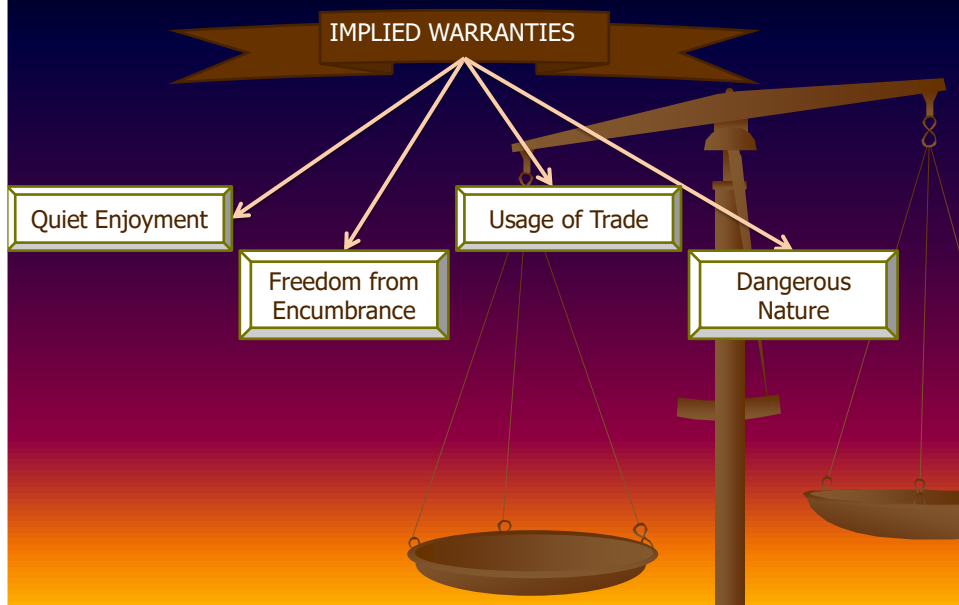 IMPLIED WARRANTIES
Quiet Enjoyment
Usage of Trade
Freedom from
Encumbrance
Dangerous
Nature